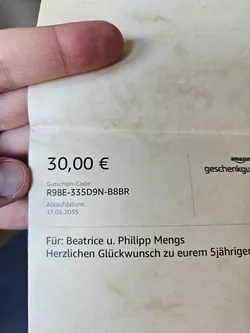 30,00 €
amazon
geschenkgu
Gutschein-Code:
R98E-335D9N-B8BR
Ablaufdatum:
17.03.2035
Für: Beatrice u. Philipp Mengs
Herzlichen Glückwunsch zu eurem 5jährigen